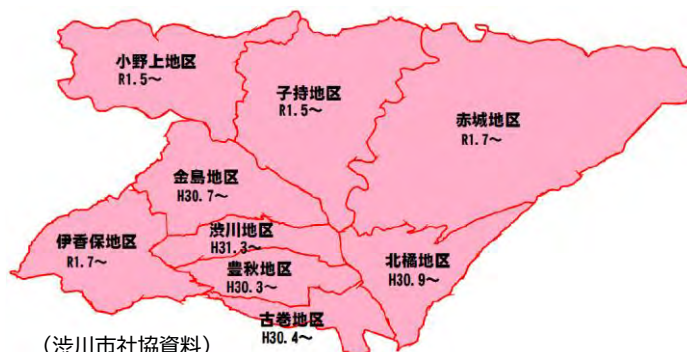 小野上地区
R1.5～
子持地区
R1.5～
赤城地区
R1.7～
金島地区
H30.7～
渋川地区
H31.3～
伊香保地区
R1.7～
豊秋地区
H30.3～
北橘地区
H30.9～
古巻地区
H30.4～
（渋川市社協資料）